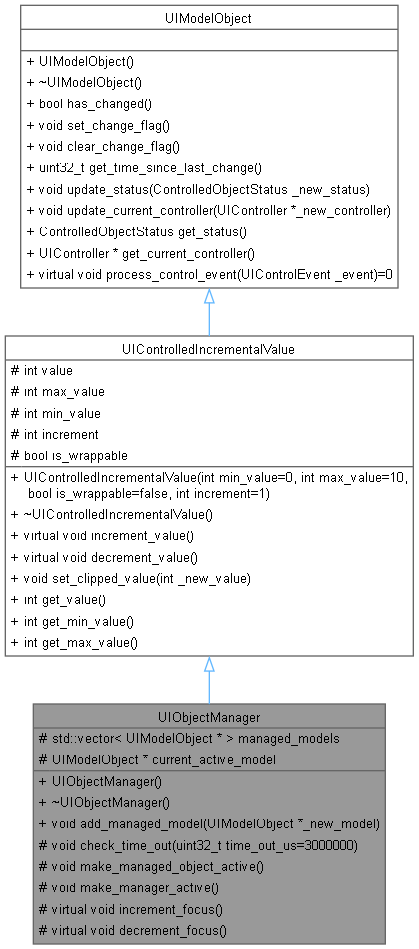 UIModelObject
+ UIModelObject()
+ ~UIModelObject()
+ bool has_changed()
+ void set_change_flag()
+ void clear_change_flag()
+ uint32_t get_time_since_last_change()
+ void update_status(ControlledObjectStatus _new_status)
+ void update_current_controller(UIController *_new_controller)
+ ControlledObjectStatus get_status()
+ UIController * get_current_controller()
+ virtual void process_control_event(UIControlEvent _event)=0
UIControlledIncrementalValue
# int value
# int max_value
# int min_value
# int increment
# bool is_wrappable
+ UIControlledIncrementalValue(int min_value=0, int max_value=10,
bool is_wrappable=false, int increment=1)
+ ~UIControlledIncrementalValue()
+ virtual void increment_value()
+ virtual void decrement_value()
+ void set_clipped_value(int _new_value)
+ int get_value()
+ int get_min_value()
+ int get_max_value()
UIObjectManager
# std::vector< UIModelObject * > managed_models
# UIModelObject * current_active_model
+ UIObjectManager()
+ ~UIObjectManager()
+ void add_managed_model(UIModelObject *_new_model)
# void check_time_out(uint32_t time_out_us=3000000)
# void make_managed_object_active()
# void make_manager_active()
# virtual void increment_focus()
# virtual void decrement_focus()